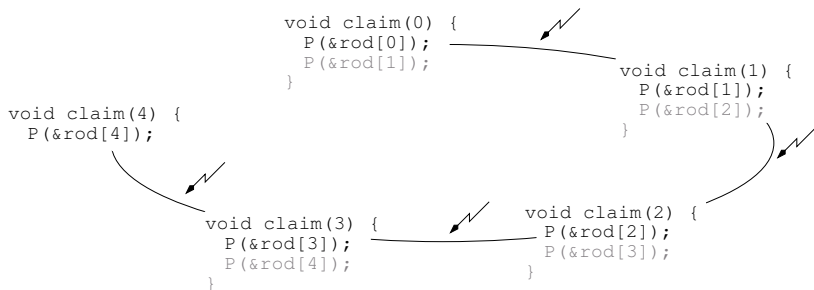 void claim(0) {
P(&rod[0]);
P(&rod[1]);
}
void claim(1) {
P(&rod[1]);
P(&rod[2]);
}
void claim(4) {
P(&rod[4]);
void claim(3) {
P(&rod[3]);
P(&rod[4]);
}
void claim(2) {
P(&rod[2]);
P(&rod[3]);
}